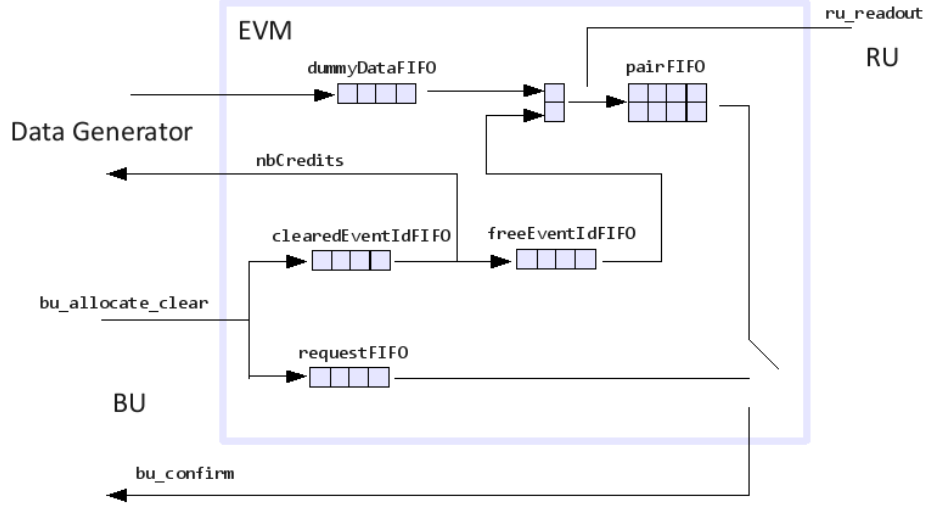 ru_readout
EVM
RU
dummyDataFIFO
pairFIFO
Data Generator
nbCredits
clearedEventIdFIFO
freeEventIdFIFO
bu_allocate_clear
requestFIFO
BU
bu_confirm